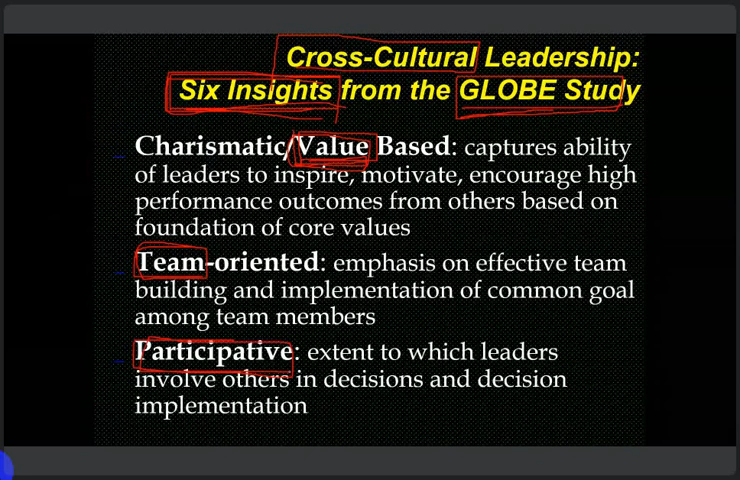 Cross-Cultural Leadership:
Six Insights from the GLOBE Study
Charismatic/Value Based: captures ability
of leaders to inspire, motivate, encourage high
performance outcomes from others based on
foundation of core values
Team-oriented: emphasis on effective team
building and implementation of common goal
among team members
Participative: extent to which leaders
involve others in decisions and decision
implementation